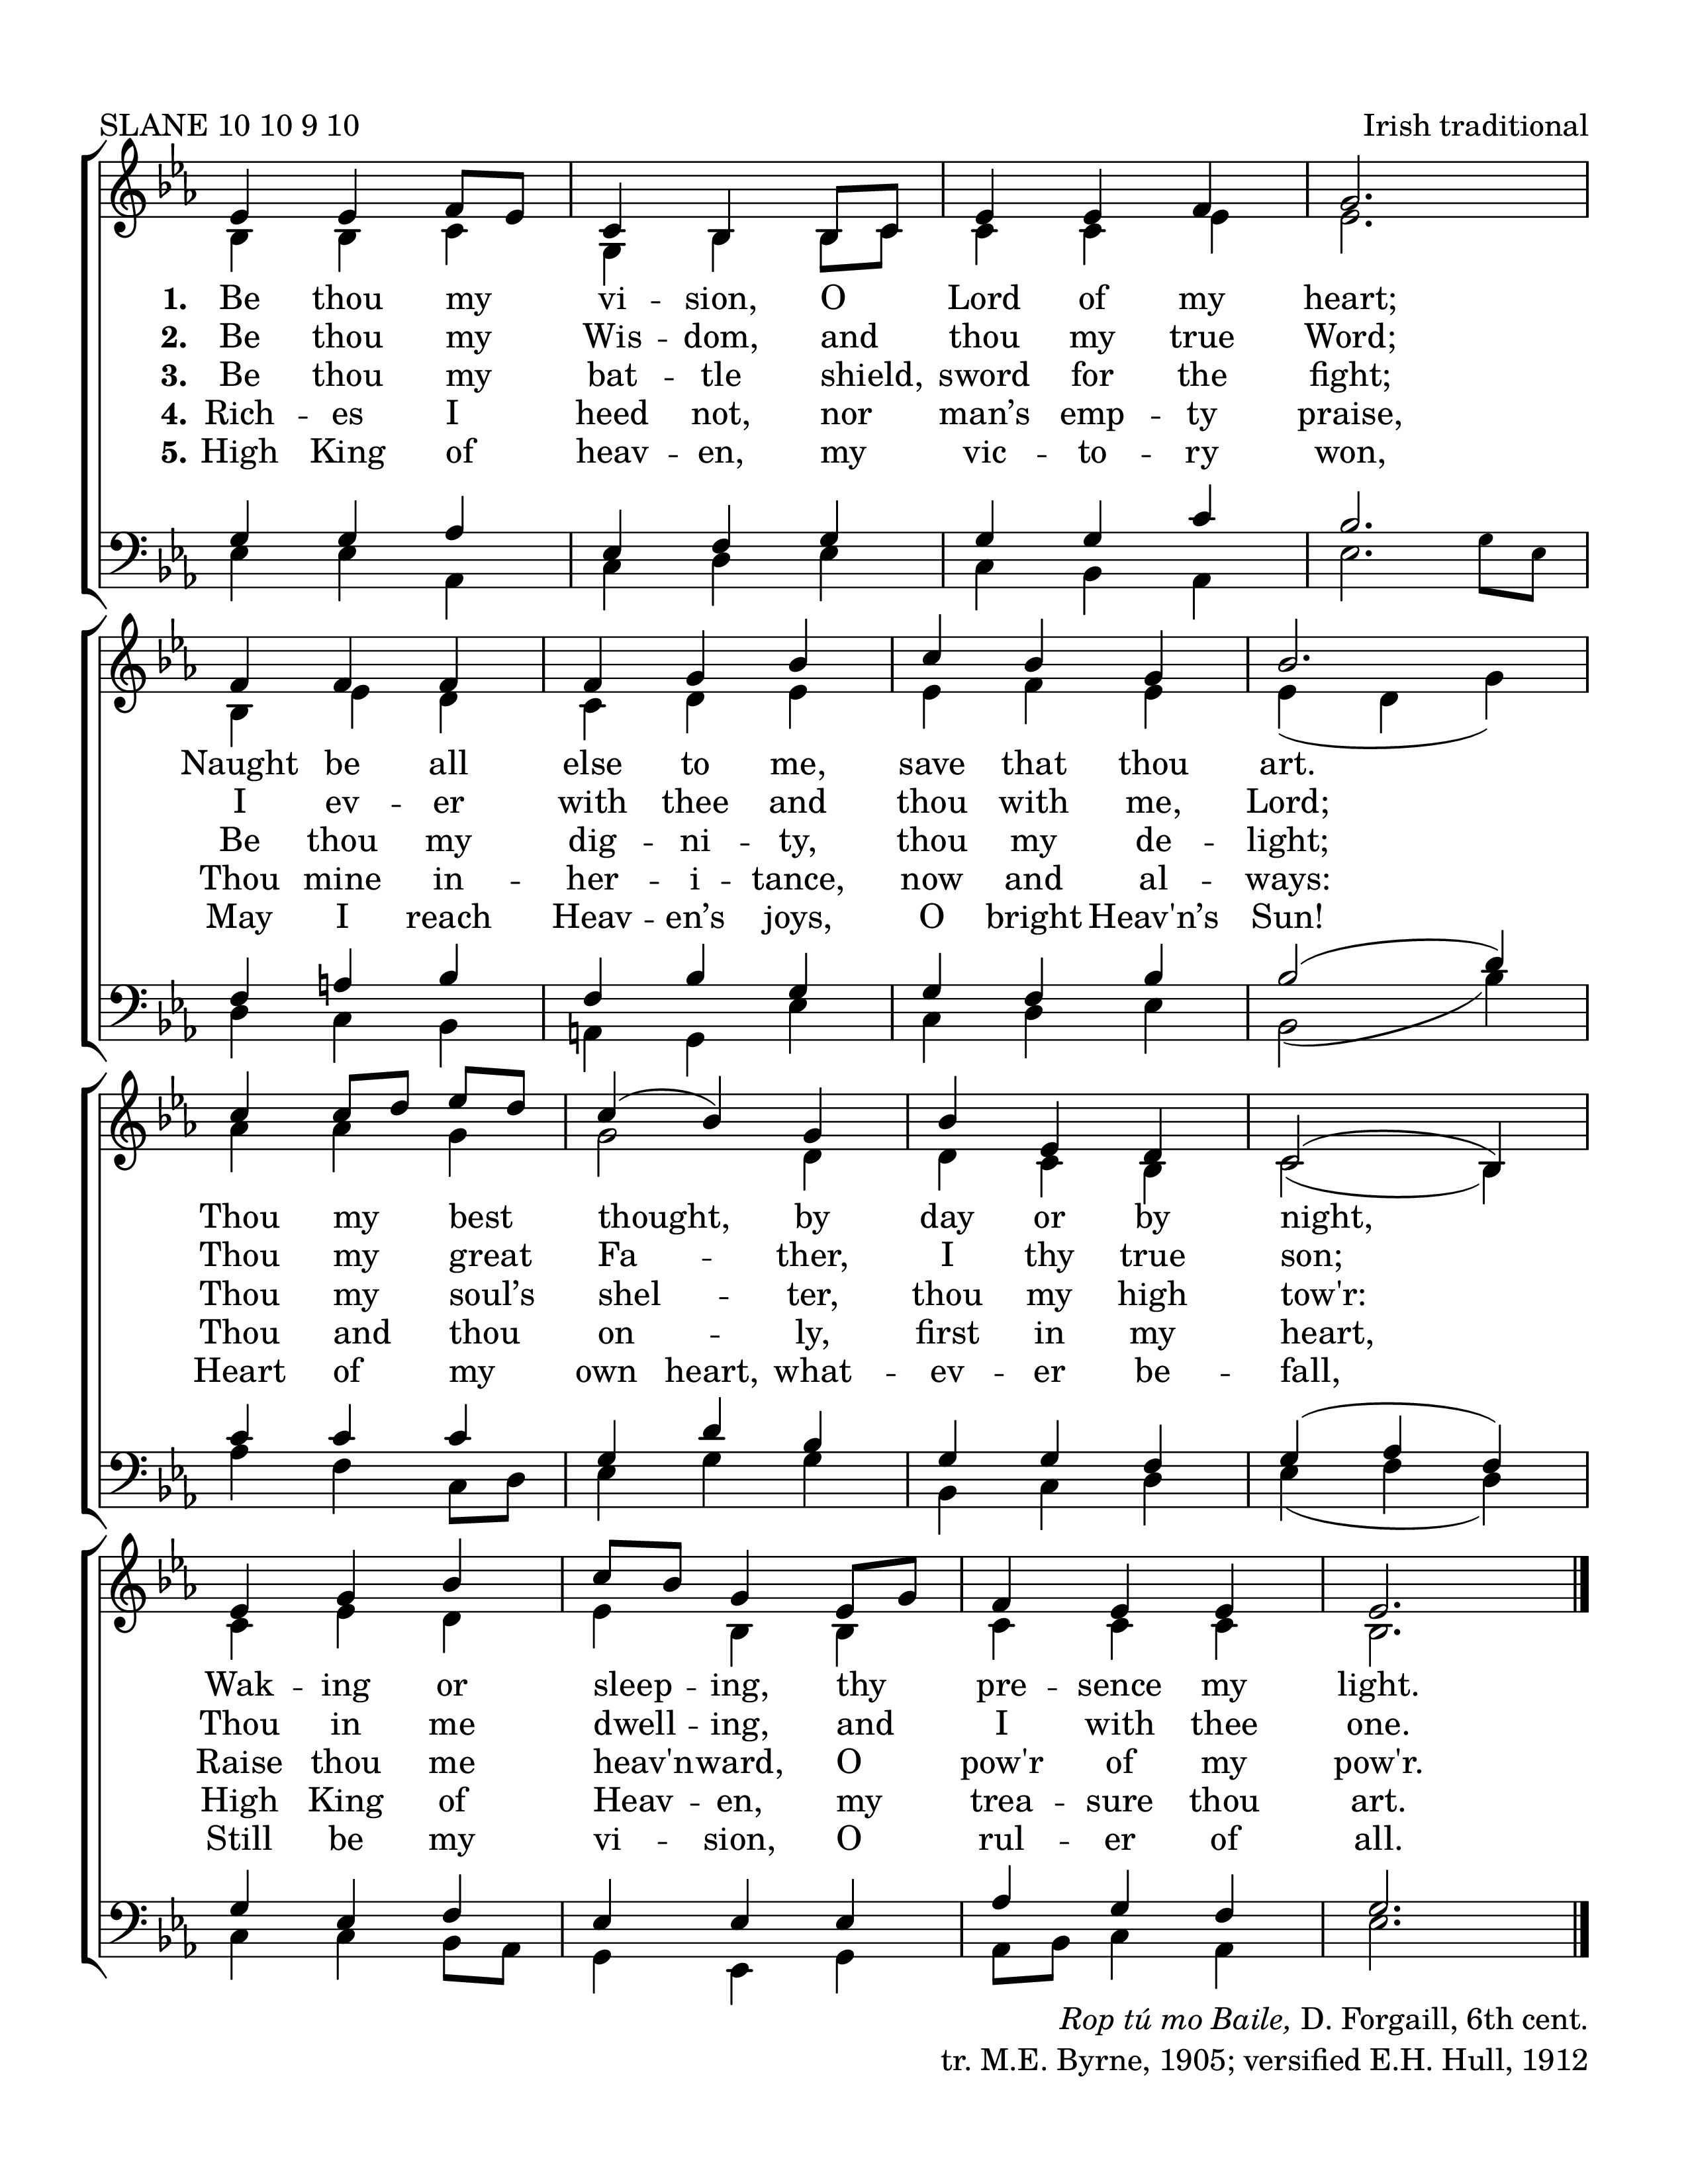 SLANE 10 10 9 10 Irish traditional
1. Be thou my vi -- sion, O Lord of my heart;
2. Be thou my Wis -- dom, and thou my true Word;
3. Be thou my bat -- tle shield, sword for the fight;
4. Rich -- es I heed not, nor man’s emp -- ty praise,
5. High King of heav -- en, my vic -- to -- ry won,
Naught be all else to me, save that thou art.
I ev -- er with thee and thou with me, Lord;
Be thou my dig -- ni -- ty, thou my de -- light;
Thou mine in -- her -- i -- tance, now and al -- ways:
May I reach Heav -- en’s joys, O bright Heav'n’s Sun!
Thou my best thought, by day or by night,
Thou my great Fa -- ther, I thy true son;
Thou my soul’s shel -- ter, thou my high tow'r:
Thou and thou on -- ly, first in my heart,
Heart of my own heart, what -- ev -- er be -- fall,
Wak -- ing or sleep -- ing, thy pre -- sence my light.
Thou in me dwell -- ing, and I with thee one.
Raise thou me heav'nward, O pow'r of my pow'r.
High King of Heav -- en, my trea -- sure thou art.
Still be my vi -- sion, O rul -- er of all.
Rop tú mo Baile, D. Forgaill, 6th cent.
tr. M.E. Byrne, 1905; versified E.H. Hull, 1912